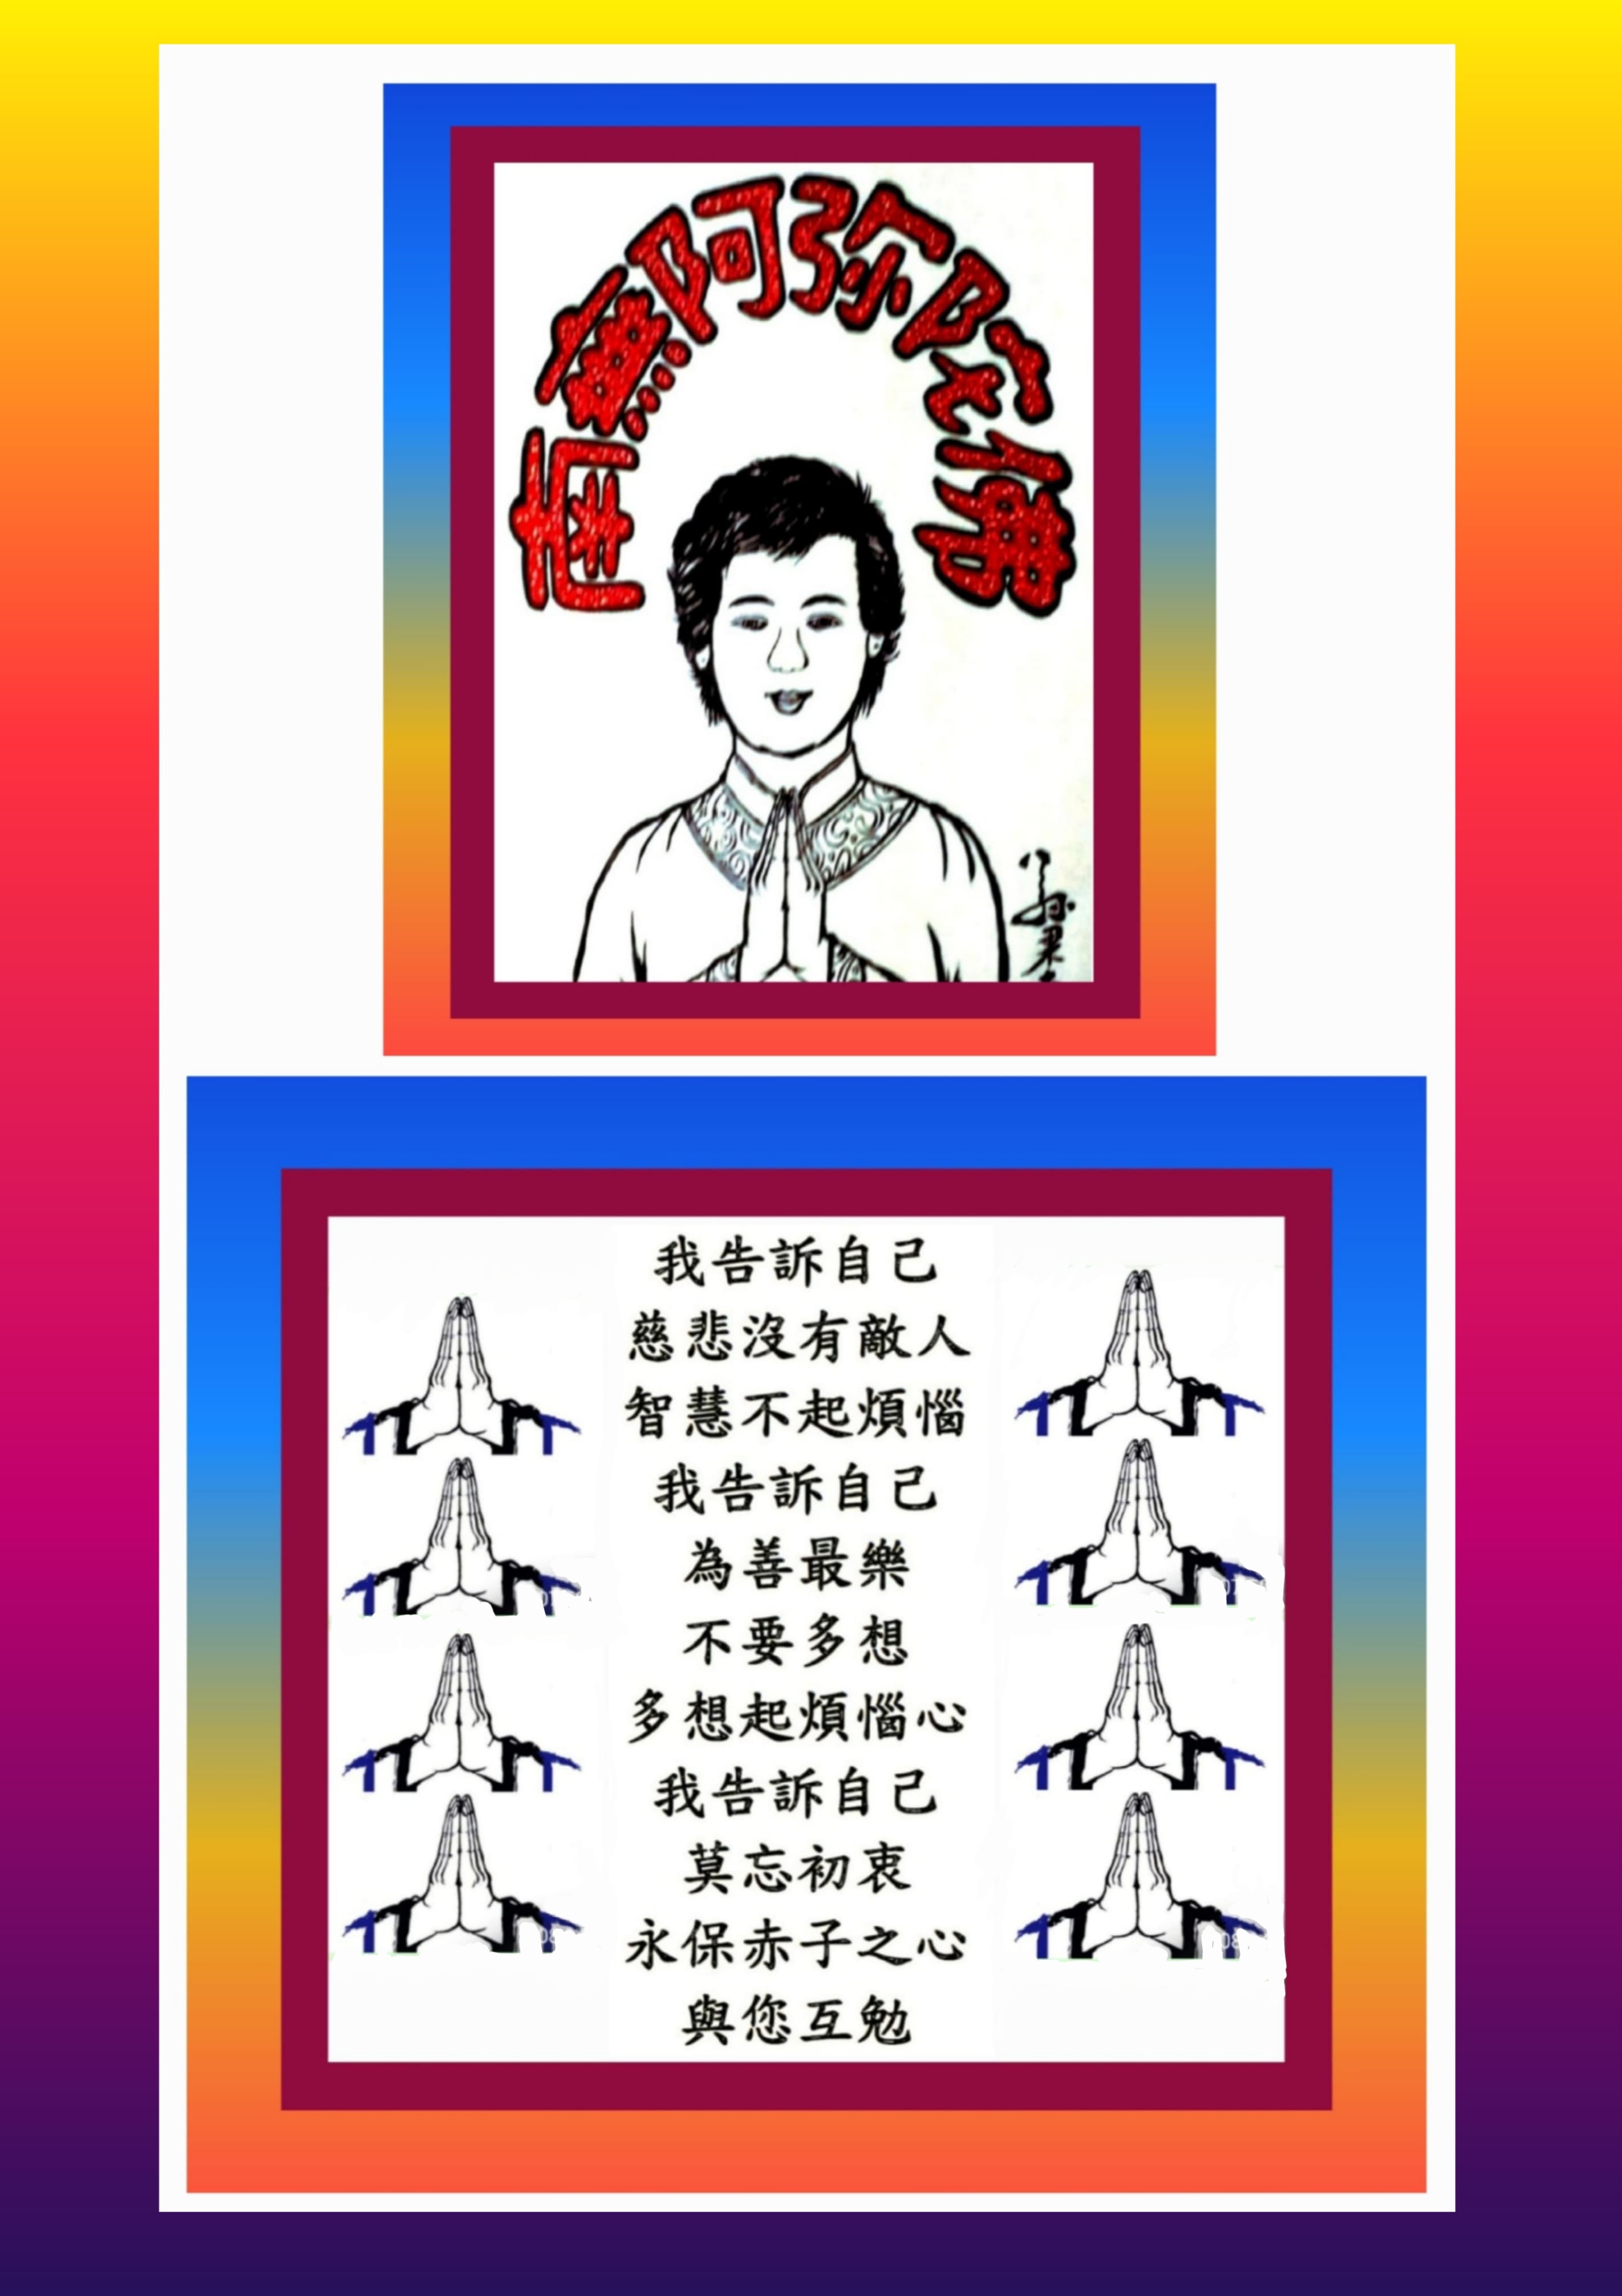 南無阿弥陀佛
我告訴自己
慈悲沒有敵人
智慧不起煩惱
我告訴自己
為善最樂
不要多想
多想起煩惱心
我告訴自己
莫忘初衷
永保赤子之心
與您互勉